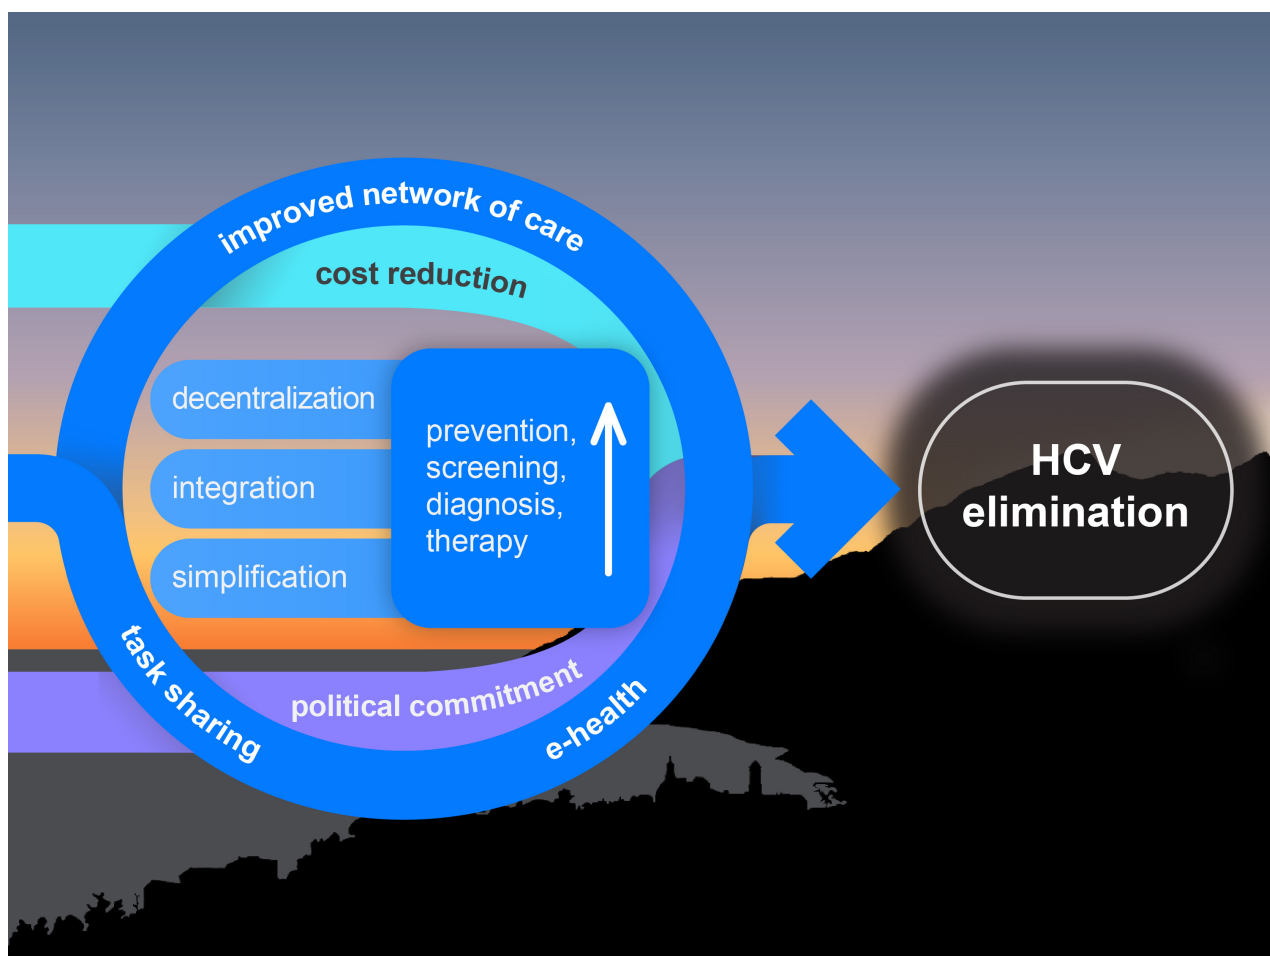 improved network of care
cost reduction
decentralization
integration
simplification
prevention,
screening,
diagnosis,
therapy
HCV
elimination
task sharing
political commitment
e-health